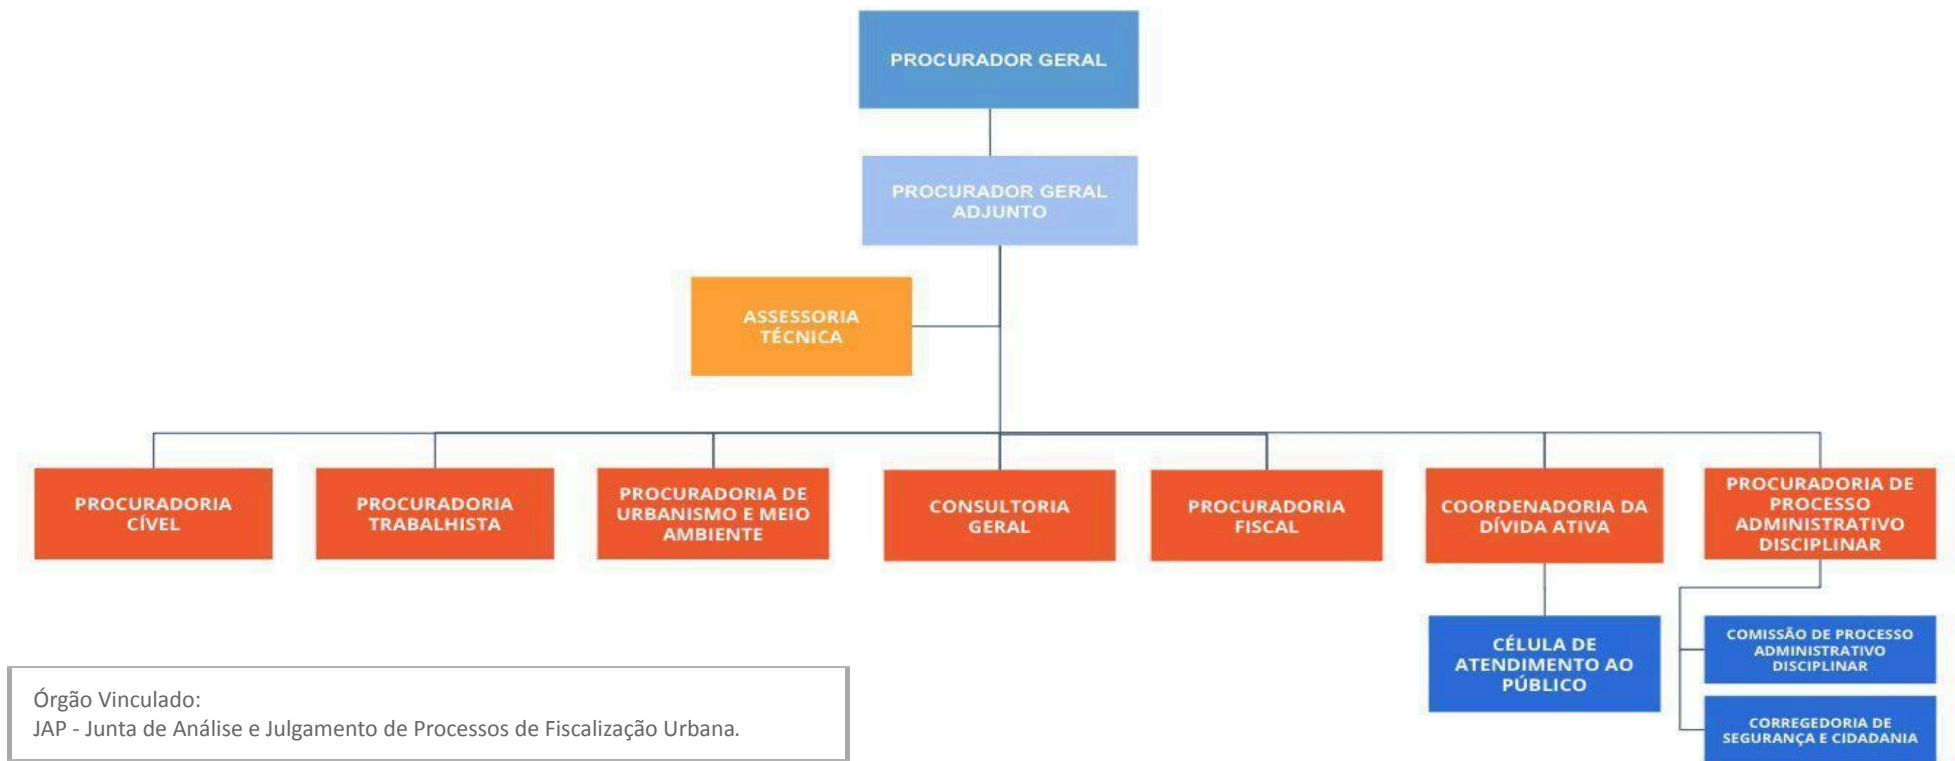 PROCURADOR GERAL
PROCURADOR GERAL
ADJUNTO
ASSESSORIA
TÉCNICA
PROCURADORIA
CÍVEL
PROCURADORIA
TRABALHISTA
PROCURADORIA DE
URBANISMO E MEIO
AMBIENTE
CONSULTORIA
GERAL
PROCURADORIA
FISCAL
COORDENADORIA DA
DÍVIDA ATIVA
PROCURADORIA DE
PROCESSO
ADMINISTRATIVO
DISCIPLINAR
CÉLULA DE
ATENDIMENTO AO
PÚBLICO
COMISSÃO DE PROCESSO
ADMINISTRATIVO
DISCIPLINAR
CORREGEDORIA DE
SEGURANÇA E CIDADANIA
Órgão Vinculado:
JAP - Junta de Análise e Julgamento de Processos de Fiscalização Urbana.